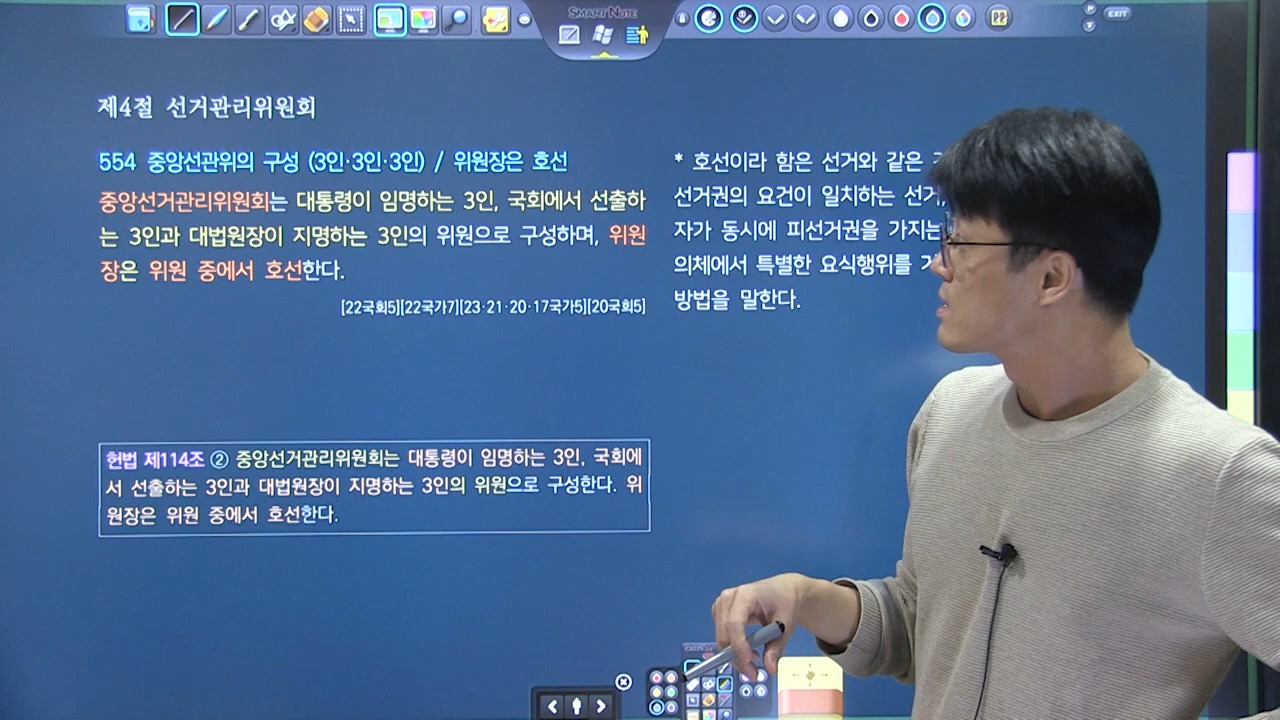 SMART NOTE
EXIT
제4절 선거관리위원회
554 중앙선관위의 구성 (3인·3인·3인) / 위원장은 호선
중앙선거관리위원회는 대통령이 임명하는 3인, 국회에서 선출하
는 3인과 대법원장이 지명하는 3인의 위원으로 구성하며, 위원
장은 위원 중에서 호선한다.
[22국회5][22국가7][23·21·20·17국가5][20국회5]
헌법 제114조 ② 중앙선거관리위원회는 대통령이 임명하는 3인, 국회에
서 선출하는 3인과 대법원장이 지명하는 3인의 위원으로 구성한다. 위
원장은 위원 중에서 호선한다.
* 호선이라 함은 선거와 같은
선거권의 요건이 일치하는 선거,
자가 동시에 피선거권을 가지는
의체에서 특별한 요식행위를
방법을 말한다.